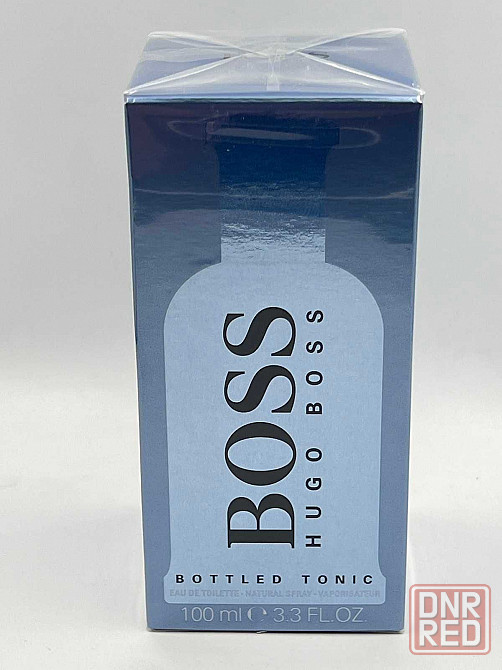 BOSS
HUGO BOSS
BOTTLED TONIC
EAU DE TOILETTE · NATURAL SPRAY · VAPORISATEUR
100 ml ℮ 3.3 FL.OZ.
DNR
RED